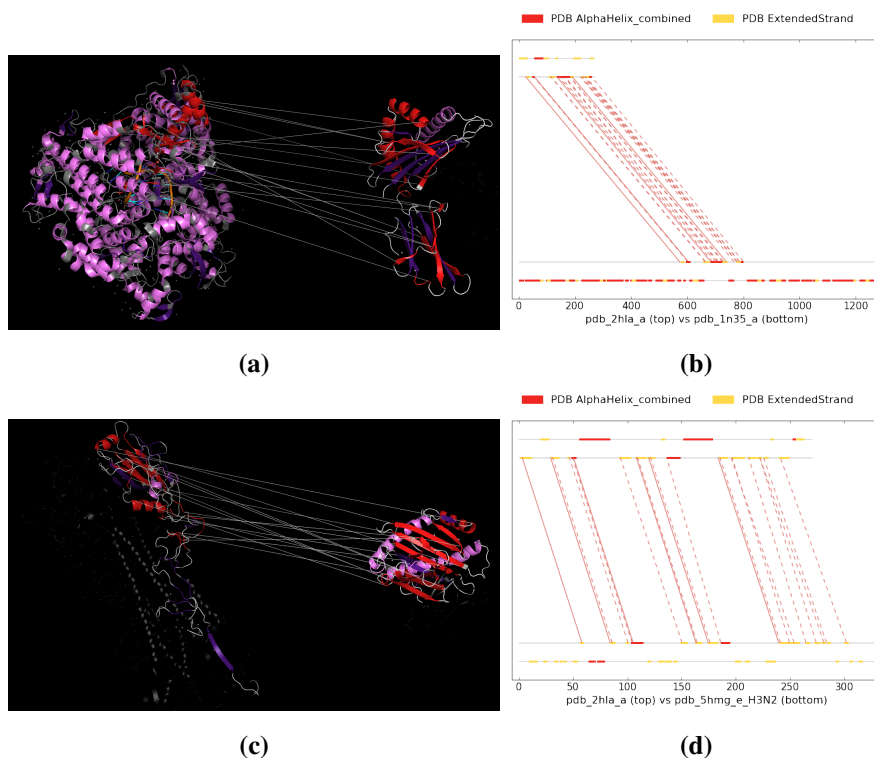 PDB AlphaHelix_combined PDB ExtendedStrand
0 200 400 600 800 1000 1200
pdb_2hla_a (top) vs pdb_1n35_a (bottom)
(a) (b)
PDB AlphaHelix_combined PDB ExtendedStrand
0 50 100 150 200 250 300
pdb_2hla_a (top) vs pdb_5hmg_e_H3N2 (bottom)
(c) (d)